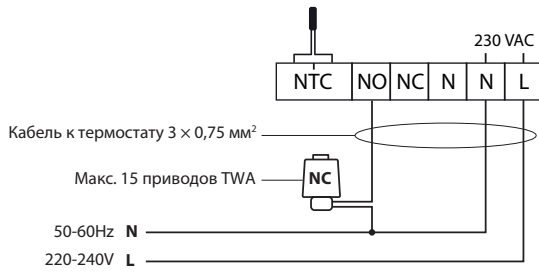 230 VAC
NTC NO NC N N L
Кабель к термостату 3 × 0,75 мм²
Макс. 15 приводов TWA NC
50-60Hz N
220-240V L